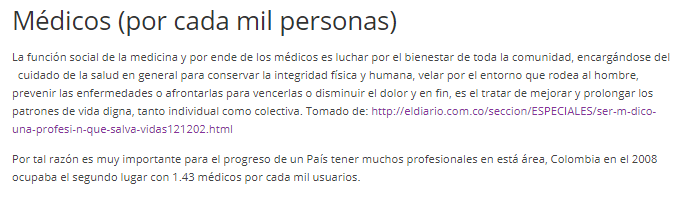 Médicos (por cada mil personas)
La función social de la medicina y por ende de los médicos es luchar por el bienestar de toda la comunidad, encargándose del
cuidado de la salud en general para conservar la integridad física y humana, velar por el entorno que rodea al hombre,
prevenir las enfermedades o afrontarlas para vencerlas o disminuir el dolor y en fin, es el tratar de mejorar y prolongar los
patrones de vida digna, tanto individual como colectiva. Tomado de: http://eldiario.com.co/seccion/ESPECIALES/ser-m-dico-
una-profesi-n-que-salva-vidas121202.html
Por tal razón es muy importante para el progreso de un País tener muchos profesionales en está área, Colombia en el 2008
ocupaba el segundo lugar con 1.43 médicos por cada mil usuarios.